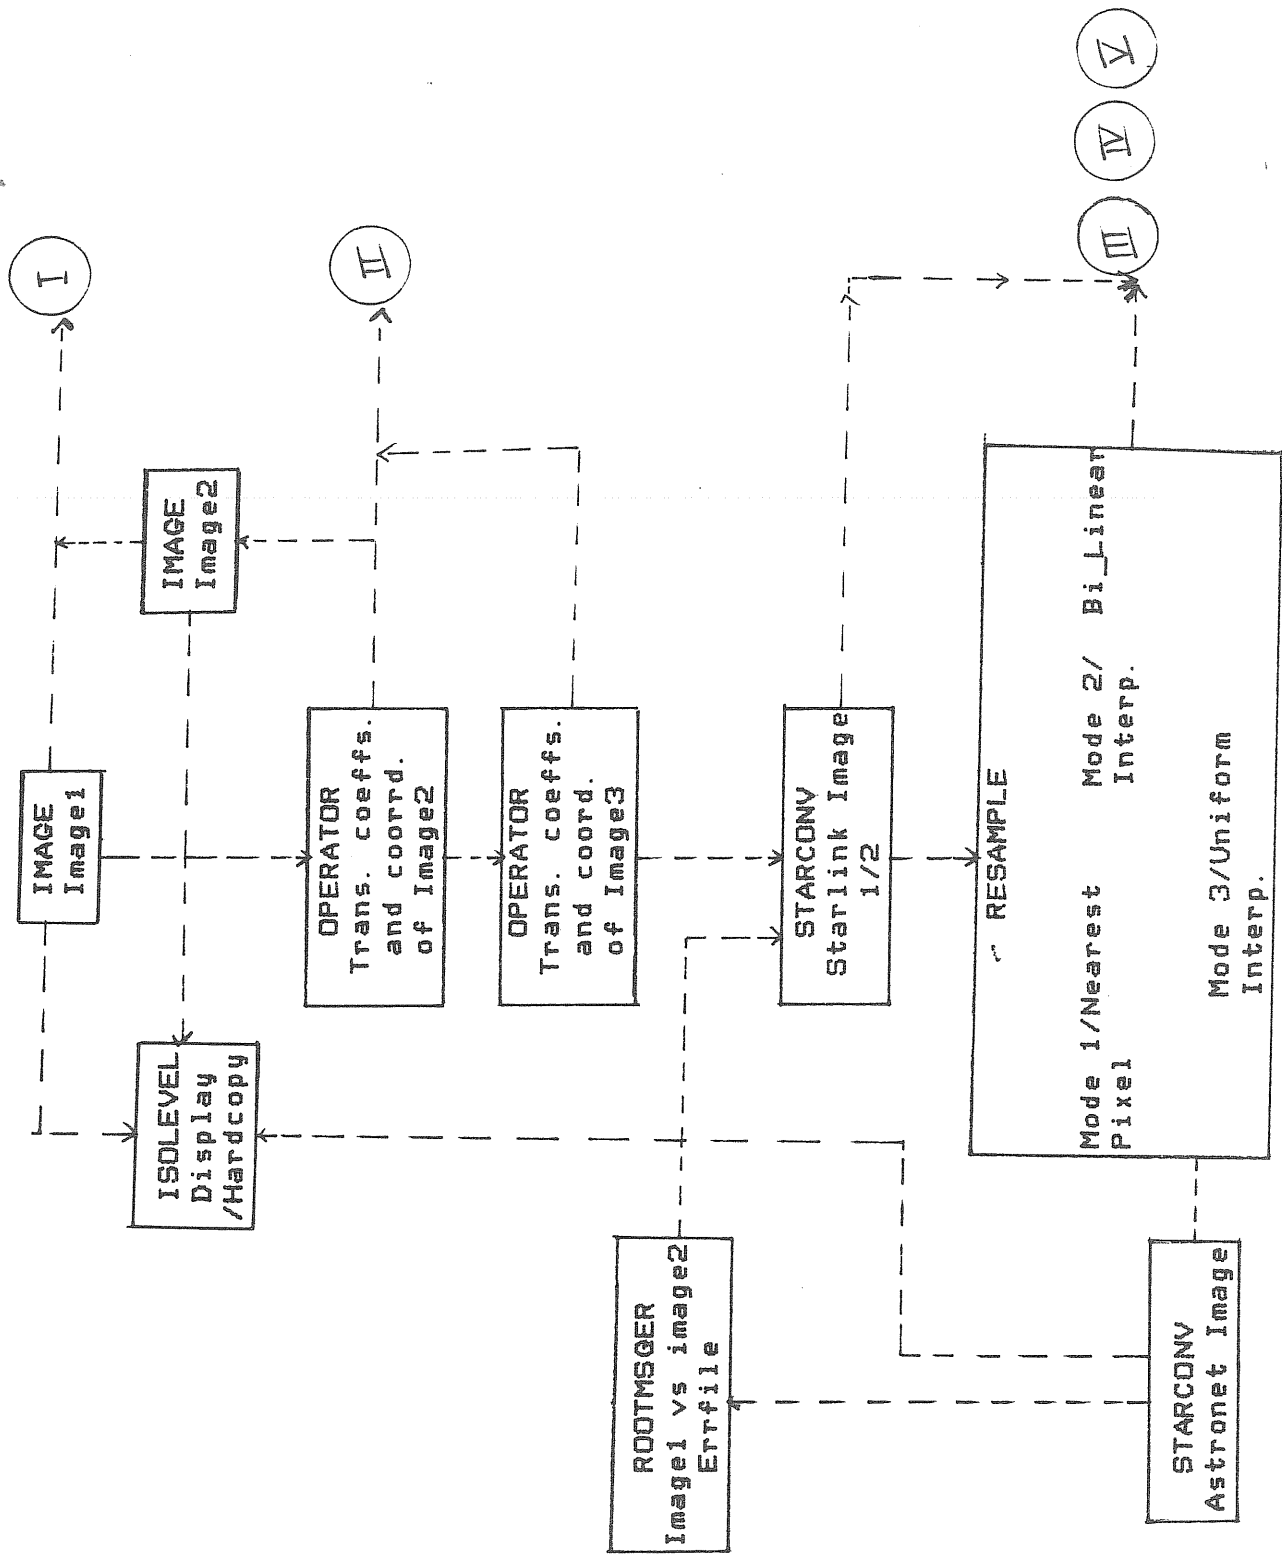 I
II
III
IV
V
IMAGE
Image1
IMAGE
Image2
ISOLEVEL
Display
/Hardcopy
OPERATOR
Trans. coeffs.
and coorrd.
of Image2
OPERATOR
Trans. coeffs.
and coord.
of Image3
ROOTMSQER
Image1 vs image2
Errfile
STARCONV
Starlink Image
1/2
RESAMPLE
Mode 1/Nearest
Pixel
Mode 2/ Bi_Linear
Interp.
Mode 3/Uniform
Interp.
STARCONV
Astronet Image